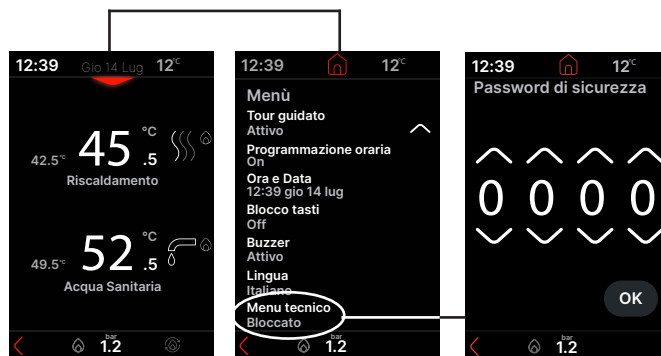 12:39 Gio 14 Lug 12°C
42.5°C 45.5 °C
Riscaldamento
49.5°C 52.5 °C
Acqua Sanitaria
bar
1.2
12:39 12°C
Menù
Tour guidato
Attivo
Programmazione oraria
On
Ora e Data
12:39 gio 14 lug
Blocco tasti
Off
Buzzer
Attivo
Lingua
Italiano
Menu tecnico
Bloccato
bar
1.2
12:39 12°C
Password di sicurezza
0 0 0 0
OK
bar
1.2